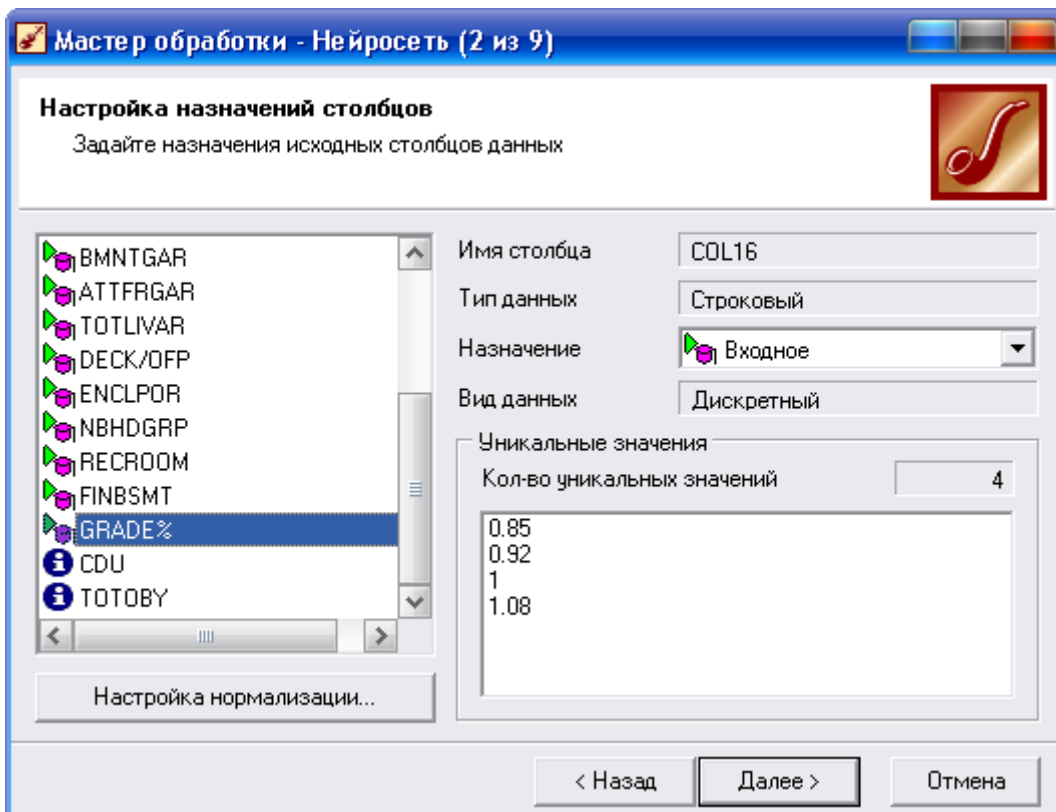 Мастер обработки - Нейросеть (2 из 9)
Настройка назначений столбцов
Задайте назначения исходных столбцов данных
BMNTGAR
ATTFRGAR
TOTLIVAR
DECK/OFP
ENCLPOR
NBHDGRP
RECROOM
FINBSMT
GRADE%
CDU
TOTOBY
Настройка нормализации...
Имя столбца COL16
Тип данных Строковый
Назначение Входное
Вид данных Дискретный
Уникальные значения
Кол-во уникальных значений 4
0.85
0.92
1
1.08
< Назад Далее > Отмена